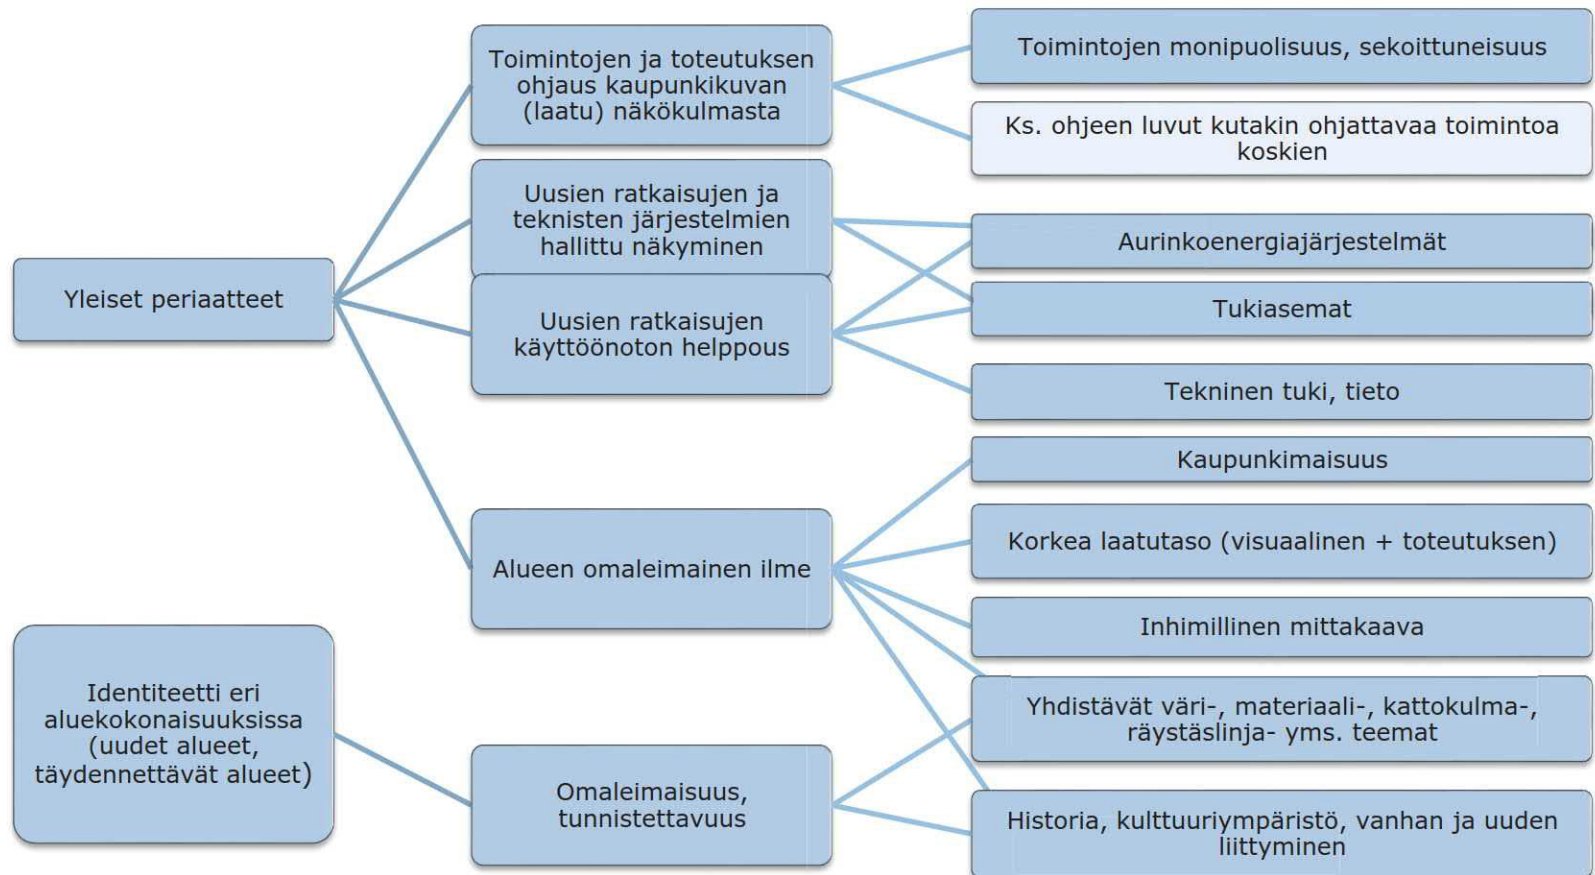 Yleiset periaatteet
Identiteetti eri
aluekokonaisuuksissa
(uudet alueet,
täydennettävät alueet)
Toimintojen ja toteutuksen
ohjaus kaupunkikuvan
(laatu) näkökulmasta
Uusien ratkaisujen ja
teknisten järjestelmien
hallittu näkyminen
Uusien ratkaisujen
käyttöönoton helppous
Alueen omaleimainen ilme
Omaleimaisuus,
tunnistettavuus
Toimintojen monipuolisuus, sekoittuneisuus
Ks. ohjeen luvut kutakin ohjattavaa toimintoa
koskien
Aurinkoenergiajärjestelmät
Tukiasemat
Tekninen tuki, tieto
Kaupunkimaisuus
Korkea laatutaso (visuaalinen + toteutuksen)
Inhimillinen mittakaava
Yhdistävät väri-, materiaali-, kattokulma-,
räystäslinja- yms. teemat
Historia, kulttuuriympäristö, vanhan ja uuden
liittyminen